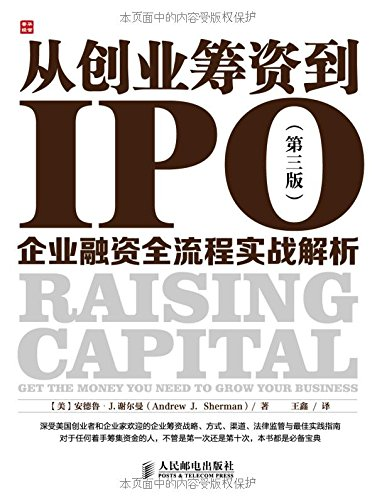 本页面中的内容受版权保护©
普华
经管
从创业筹资到
IPO
（第三版）
企业融资全流程实战解析
RAISING
CAPITAL
GET THE MONEY YOU NEED TO GROW YOUR BUSINESS
【美】安德鲁·J.谢尔曼（Andrew J. Sherman）/ 著 王鑫 / 译
深受美国创业者和企业家欢迎的企业筹资战略、方式、渠道、法律监管与最佳实践指南
对于任何着手筹集资金的人，不管是第一次还是第十次，本书都是必备宝典
人民邮电出版社
POSTS & TELECOM PRESS
本页面中的内容受版权保护©